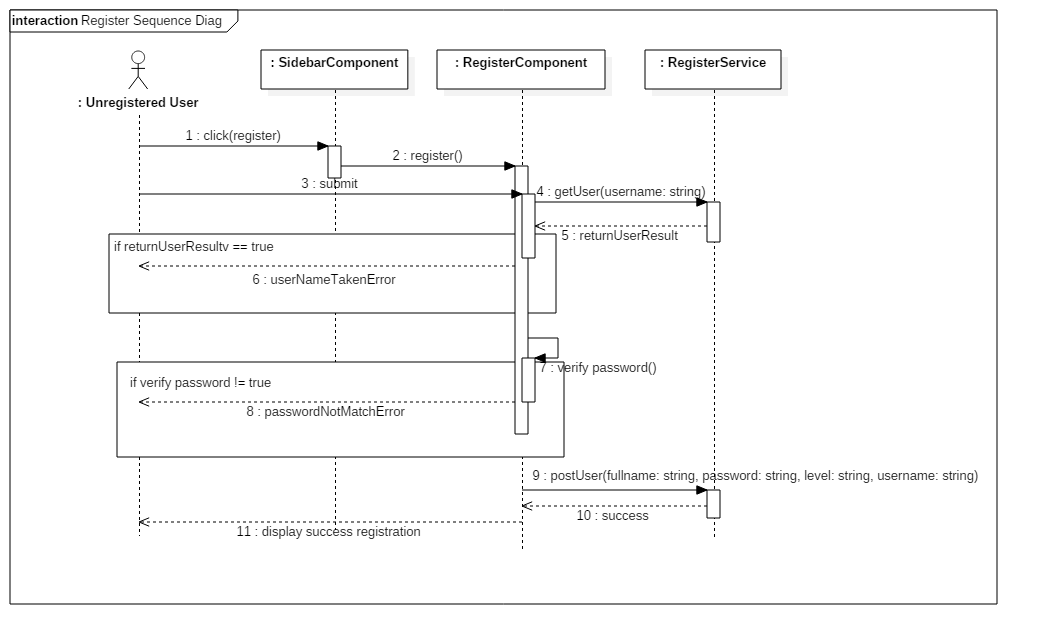 interaction Register Sequence Diag
: Unregistered User
: SidebarComponent
: RegisterComponent
: RegisterService
1 : click(register)
2 : register()
3 : submit
4 : getUser(username: string)
5 : returnUserResult
if returnUserResultv == true
6 : userNameTakenError
7 : verify password()
if verify password != true
8 : passwordNotMatchError
9 : postUser(fullname: string, password: string, level: string, username: string)
10 : success
11 : display success registration